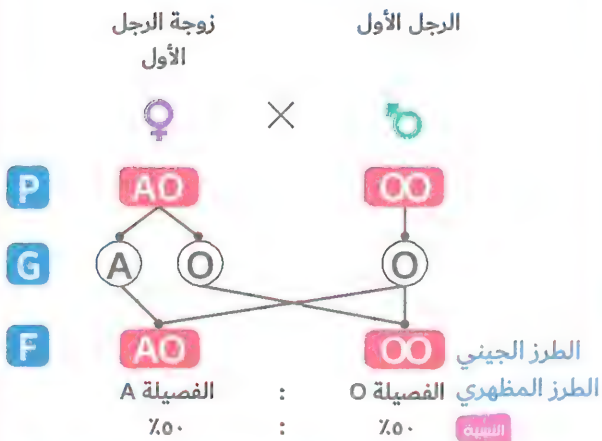 الرجل الأول
زوجة الرجل الأول
×
P
OO
AO
G
O
O
A
F
الطرز الجيني
OO
AO
الطرز المظهري
الفصيلة O : الفصيلة A
النسبة
٥٠٪ : ٥٠٪